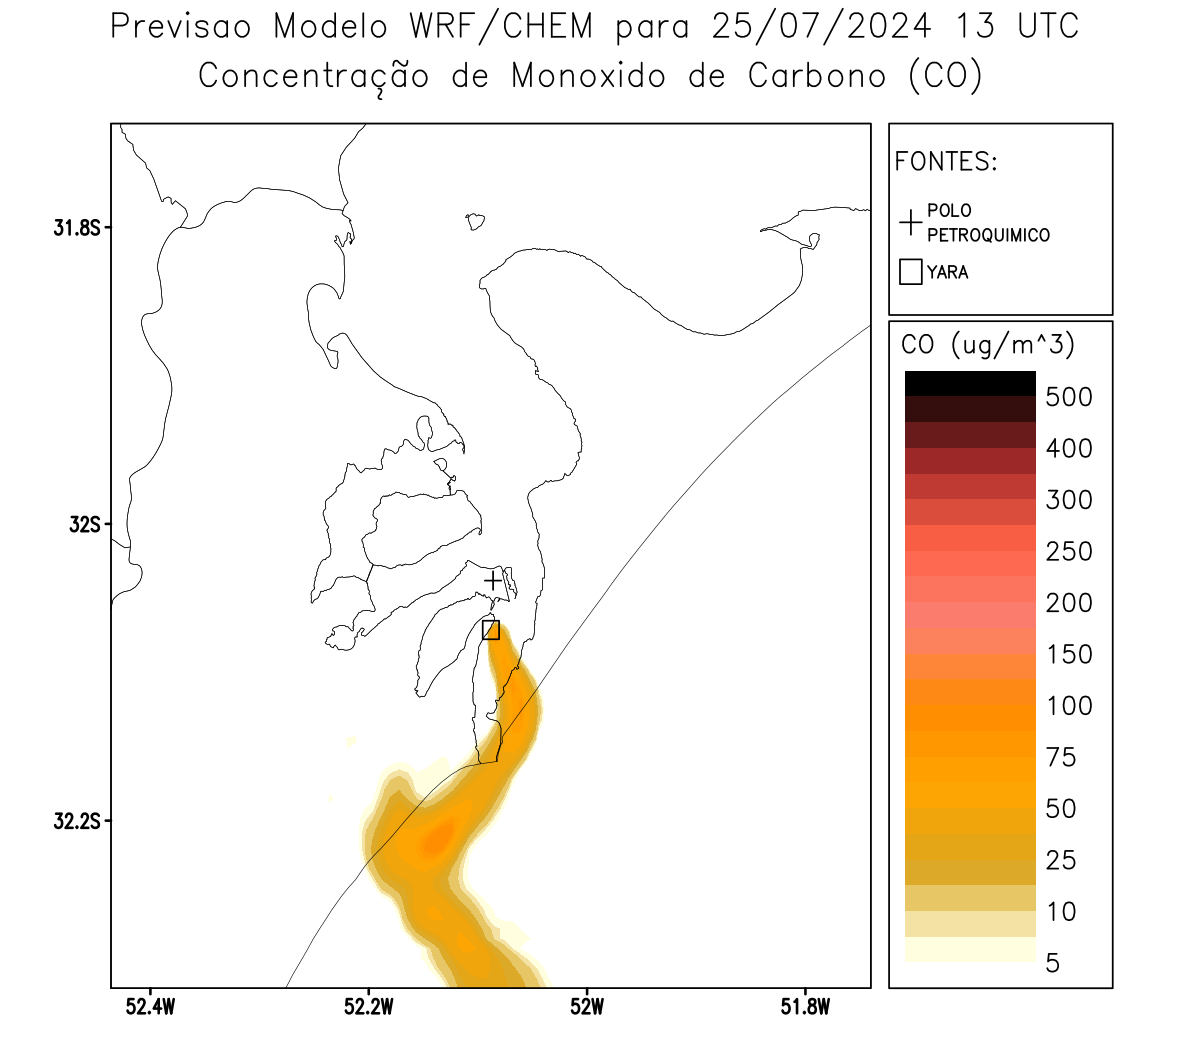 Previsao Modelo WRF/CHEM para 25/07/2024 13 UTC
Concentração de Monoxido de Carbono (CO)
FONTES:
POLO
PETROQUIMICO
YARA
CO (ug/m^3)
500
400
300
250
200
150
100
75
50
25
10
5
31.8S
32S
32.2S
52.4W
52.2W
52W
51.8W